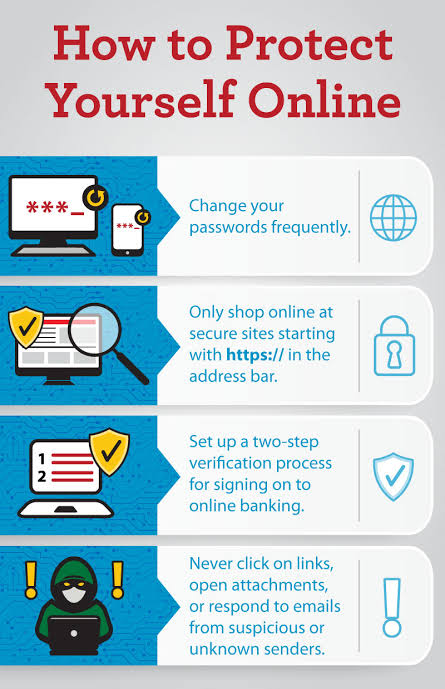 How to Protect
Yourself Online
***_
***_
Change your
passwords frequently.
Only shop online at
secure sites starting
with https:// in the
address bar.
1
2
Set up a two-step
verification process
for signing on to
online banking.
! !
Never click on links,
open attachments,
or respond to emails
from suspicious or
unknown senders.
!